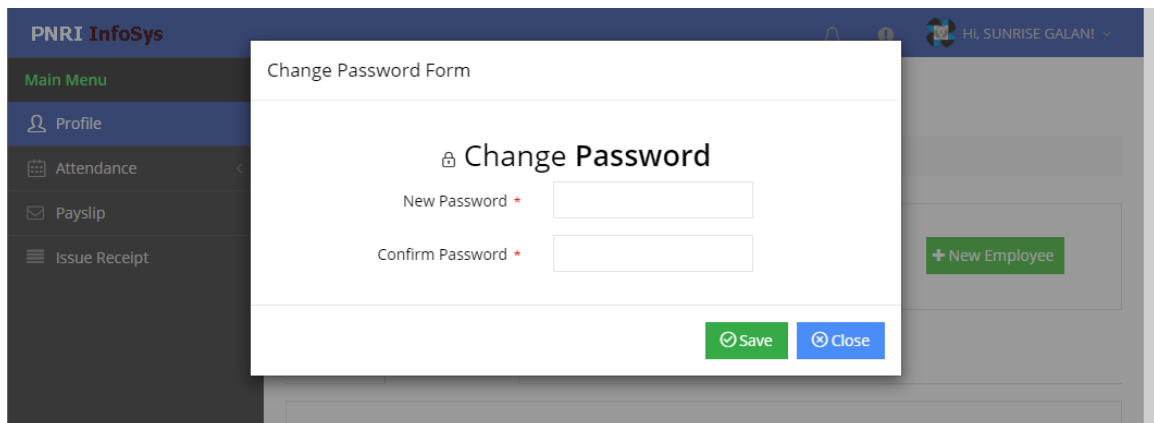 PNRI InfoSys
Hi, SUNRISE GALAN!
Main Menu
Profile
Attendance
Payslip
Issue Receipt
Change Password Form
Change Password
New Password *
Confirm Password *
Save
Close
New Employee